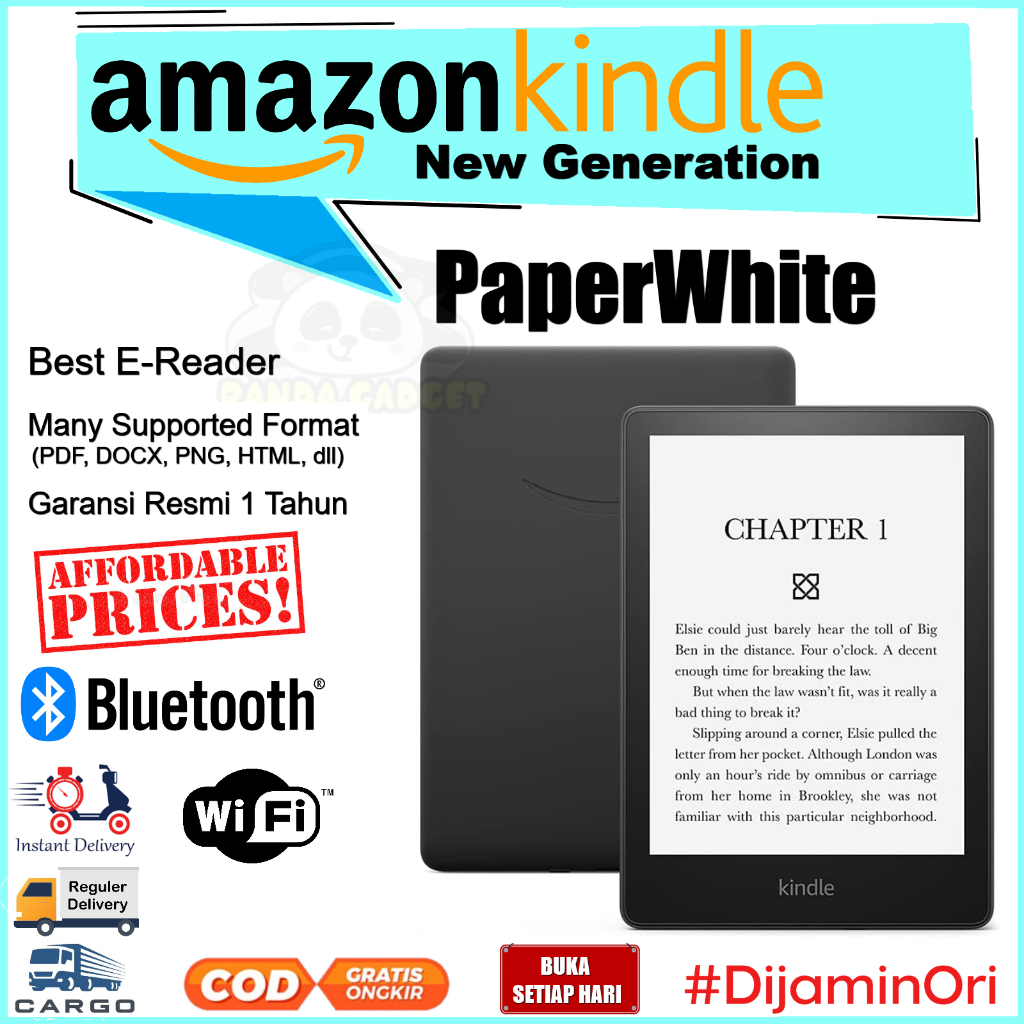 amazonkindle
New Generation
PaperWhite
PANDA GADGET
Best E-Reader
Many Supported Format
(PDF, DOCX, PNG, HTML, dll)
Garansi Resmi 1 Tahun
AFFORDABLE
PRICES!
Bluetooth®
Wi Fi™
Instant Delivery
Reguler
Delivery
CARGO
COD
GRATIS
ONGKIR
BUKA
SETIAP HARI
#DijaminOri
CHAPTER 1
Elsie could just barely hear the toll of Big
Ben in the distance. Four o'clock. A decent
enough time for breaking the law.
But when the law wasn't fit, was it really a
bad thing to break it?
Slipping around a corner, Elsie pulled the
letter from her pocket. Although London was
only an hour's ride by omnibus or carriage
from her home in Brookley, she was not
familiar with this particular neighborhood.
kindle